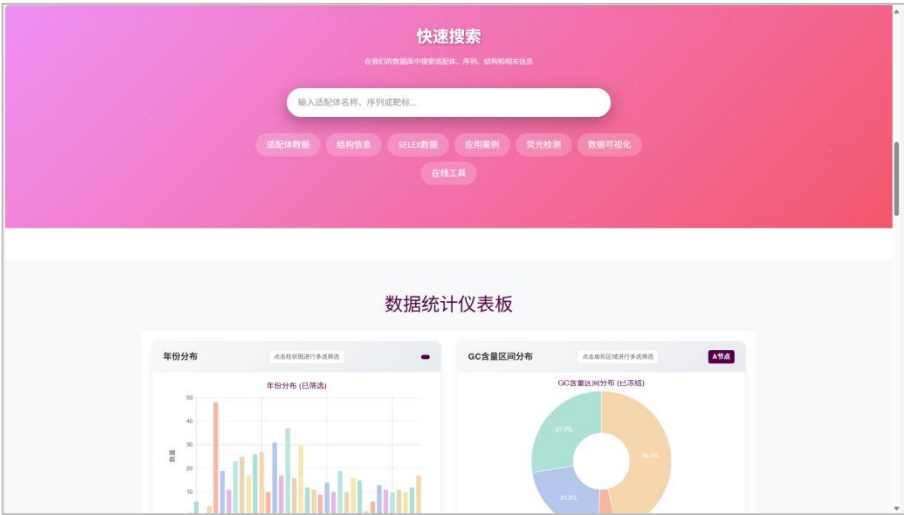 快速搜索
在我们的数据库中搜索适配体、序列、结构和相关信息
输入适配体名称、序列或靶标...
适配体数据 结构信息 SELEX数据 应用案例 荧光检测 数据可视化
在线工具
数据统计仪表板
年份分布 点击柱状图进行多选筛选
GC含量区间分布 点击扇形区域进行多选筛选 A节点
年份分布 (已筛选)
50
40
30
20
10
数量
GC含量区间分布 (已冻结)
27.6%
21.6%